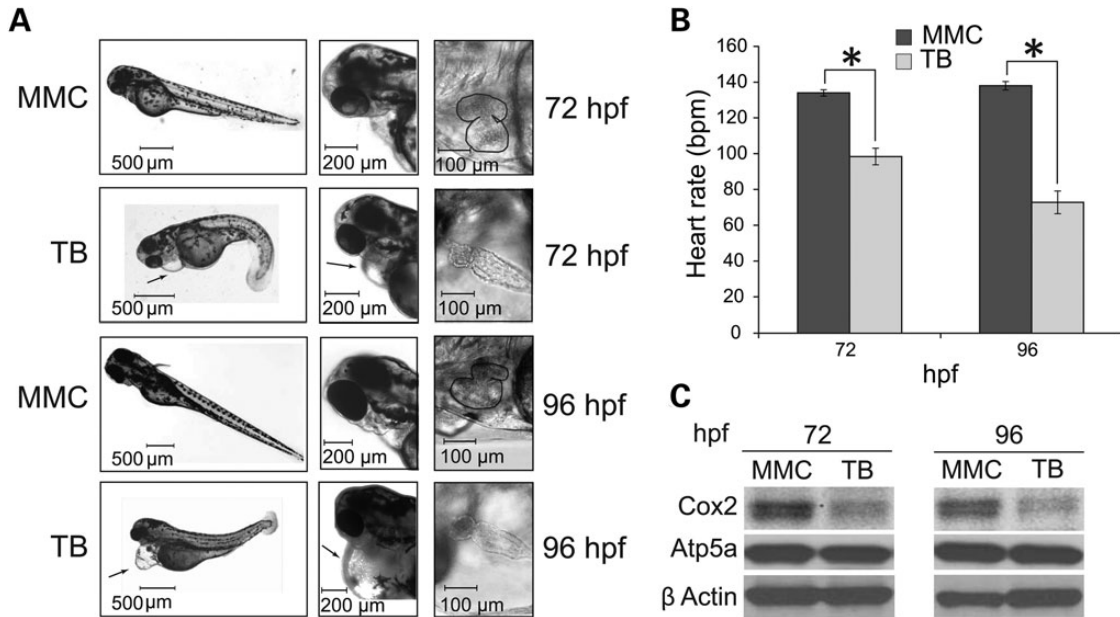 A
MMC
500 µm
200 µm
100 µm
72 hpf
TB
500 µm
200 µm
100 µm
72 hpf
MMC
500 µm
200 µm
100 µm
96 hpf
TB
500 µm
200 µm
100 µm
96 hpf
B
MMC
TB
Heart rate (bpm)
160
140
120
100
80
60
40
20
0
*
*
72
96
hpf
C
hpf
72
96
MMC TB MMC TB
Cox2
Atp5a
β Actin